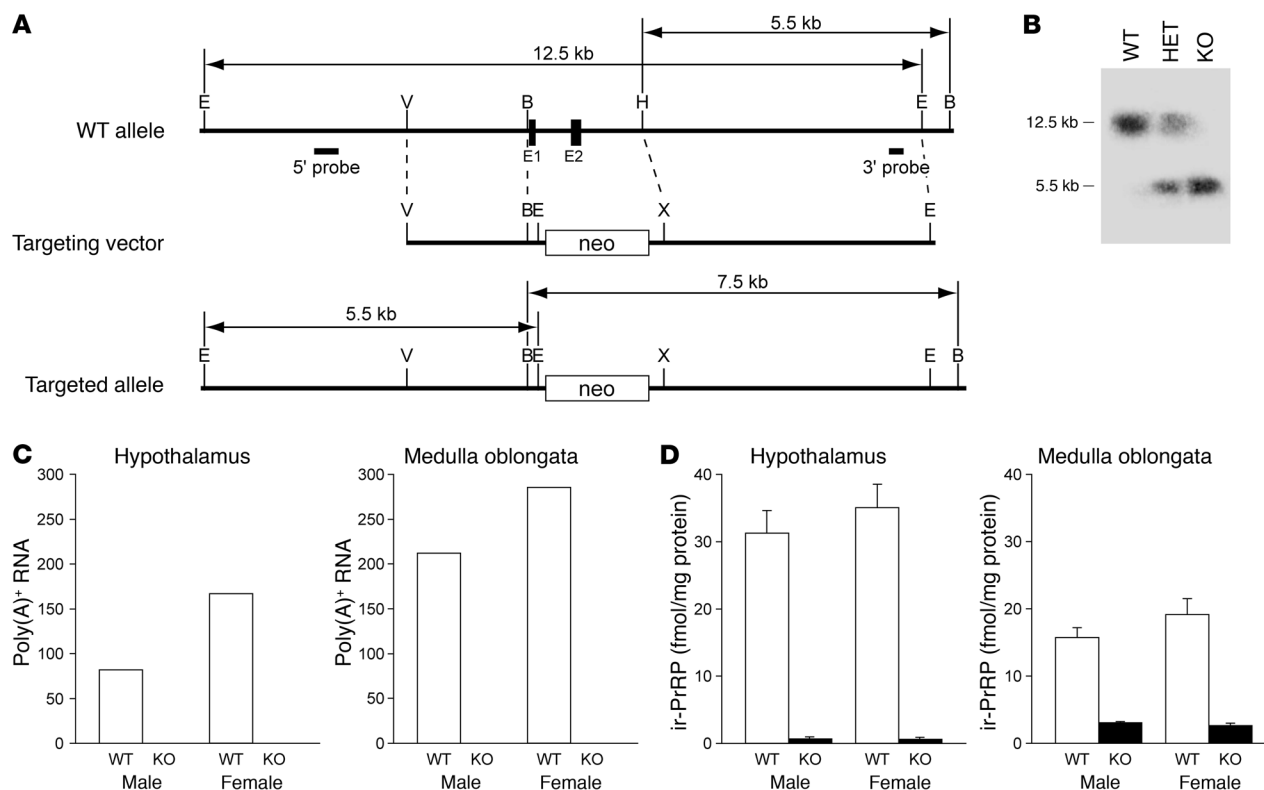 A
5.5 kb
12.5 kb
E V B H E B
WT allele
E1 E2
5' probe 3' probe
V BE X E
Targeting vector
neo
7.5 kb
5.5 kb
E V BE X E B
Targeted allele
neo
B
WT HET KO
12.5 kb
5.5 kb
C
Hypothalamus
Poly(A)+ RNA
300
250
200
150
100
50
0
WT KO WT KO
Male Female
Medulla oblongata
Poly(A)+ RNA
300
250
200
150
100
50
0
WT KO WT KO
Male Female
D
Hypothalamus
ir-PrRP (fmol/mg protein)
40
30
20
10
0
WT KO WT KO
Male Female
Medulla oblongata
ir-PrRP (fmol/mg protein)
40
30
20
10
0
WT KO WT KO
Male Female